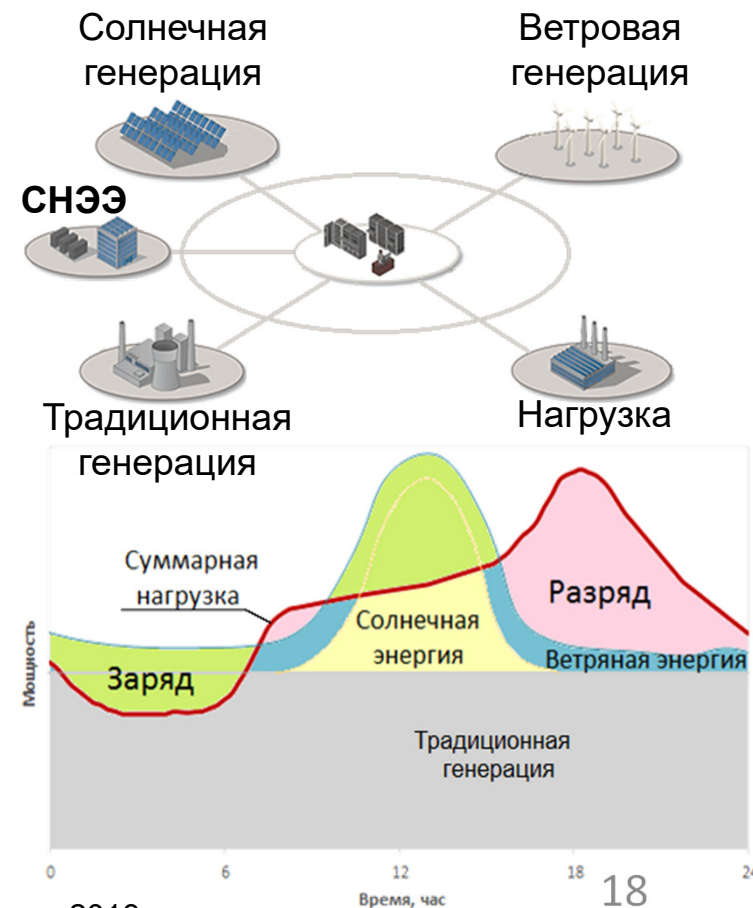 Солнечная
генерация
Ветровая
генерация
СНЭЭ
Традиционная
генерация
Нагрузка
Суммарная
нагрузка
Заряд
Солнечная
энергия
Разряд
Ветряная энергия
Традиционная
генерация
Мощность
0 6 12 18 24
Время, час
18